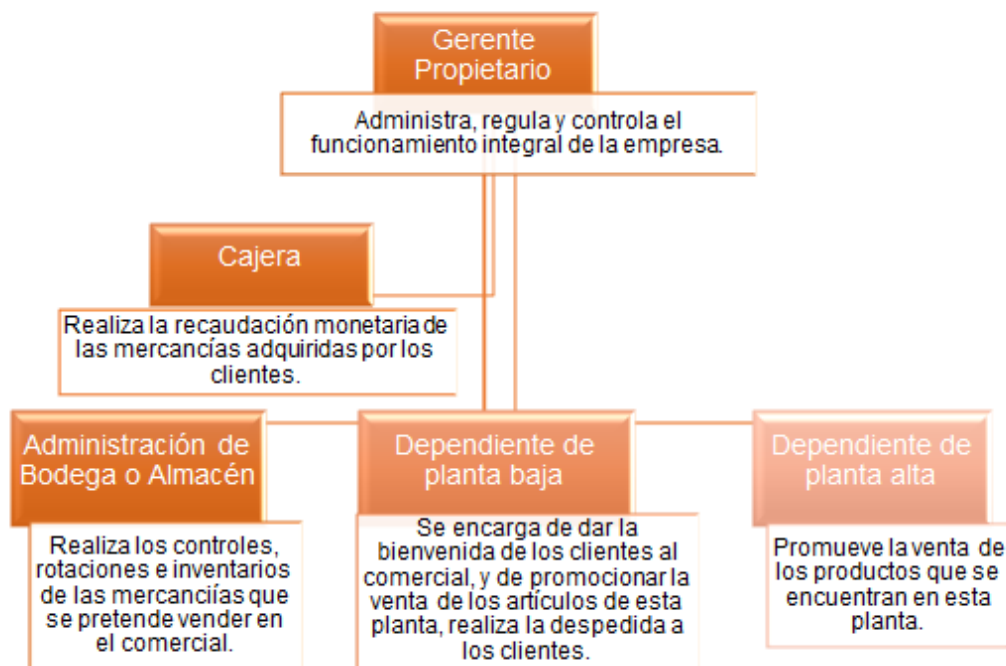 Gerente
Propietario
Administra, regula y controla el
funcionamiento integral de la empresa.
Cajera
Realiza la recaudación monetaria de
las mercancías adquiridas por los
clientes.
Administración de
Bodega o Almacén
Realiza los controles,
rotaciones e inventarios
de las mercanciías que
se pretende vender en
el comercial.
Dependiente de
planta baja
Se encarga de dar la
bienvenida de los clientes al
comercial, y de promocionar la
venta de los artículos de esta
planta, realiza la despedida a
los clientes.
Dependiente de
planta alta
Promueve la venta de
los productos que se
encuentran en esta
planta.